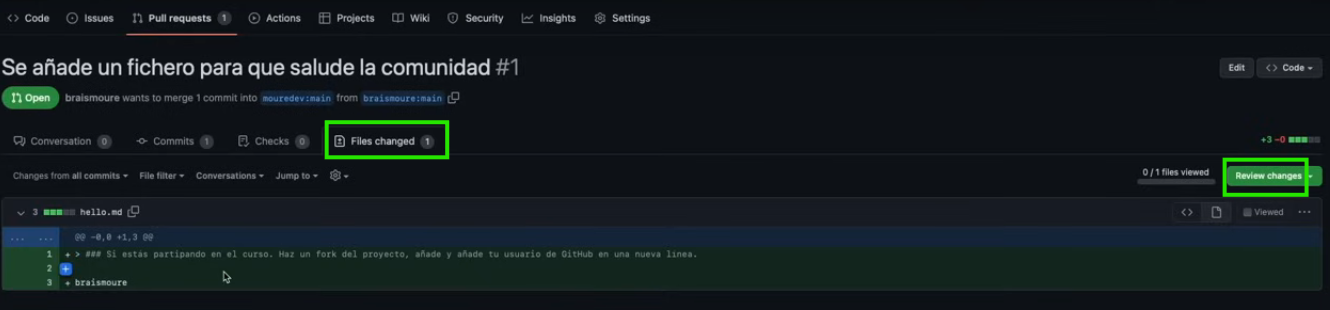 <> Code Issues Pull requests 1 Actions Projects Wiki Security Insights Settings
Se añade un fichero para que salude la comunidad #1
Edit <> Code
Open braismoure wants to merge 1 commit into mouredev:main from braismoure:main
Conversation 0 Commits 1 Checks 0 Files changed 1
+3 −0
Changes from all commits File filter Conversations Jump to
0 / 1 files viewed
Review changes
3 hello.md
<> Viewed ...
... ... @@ -0,0 +1,3 @@
1 + > ### Si estás partipando en el curso. Haz un fork del proyecto, añade y añade tu usuario de GitHub en una nueva línea.
2 +
3 + braismoure